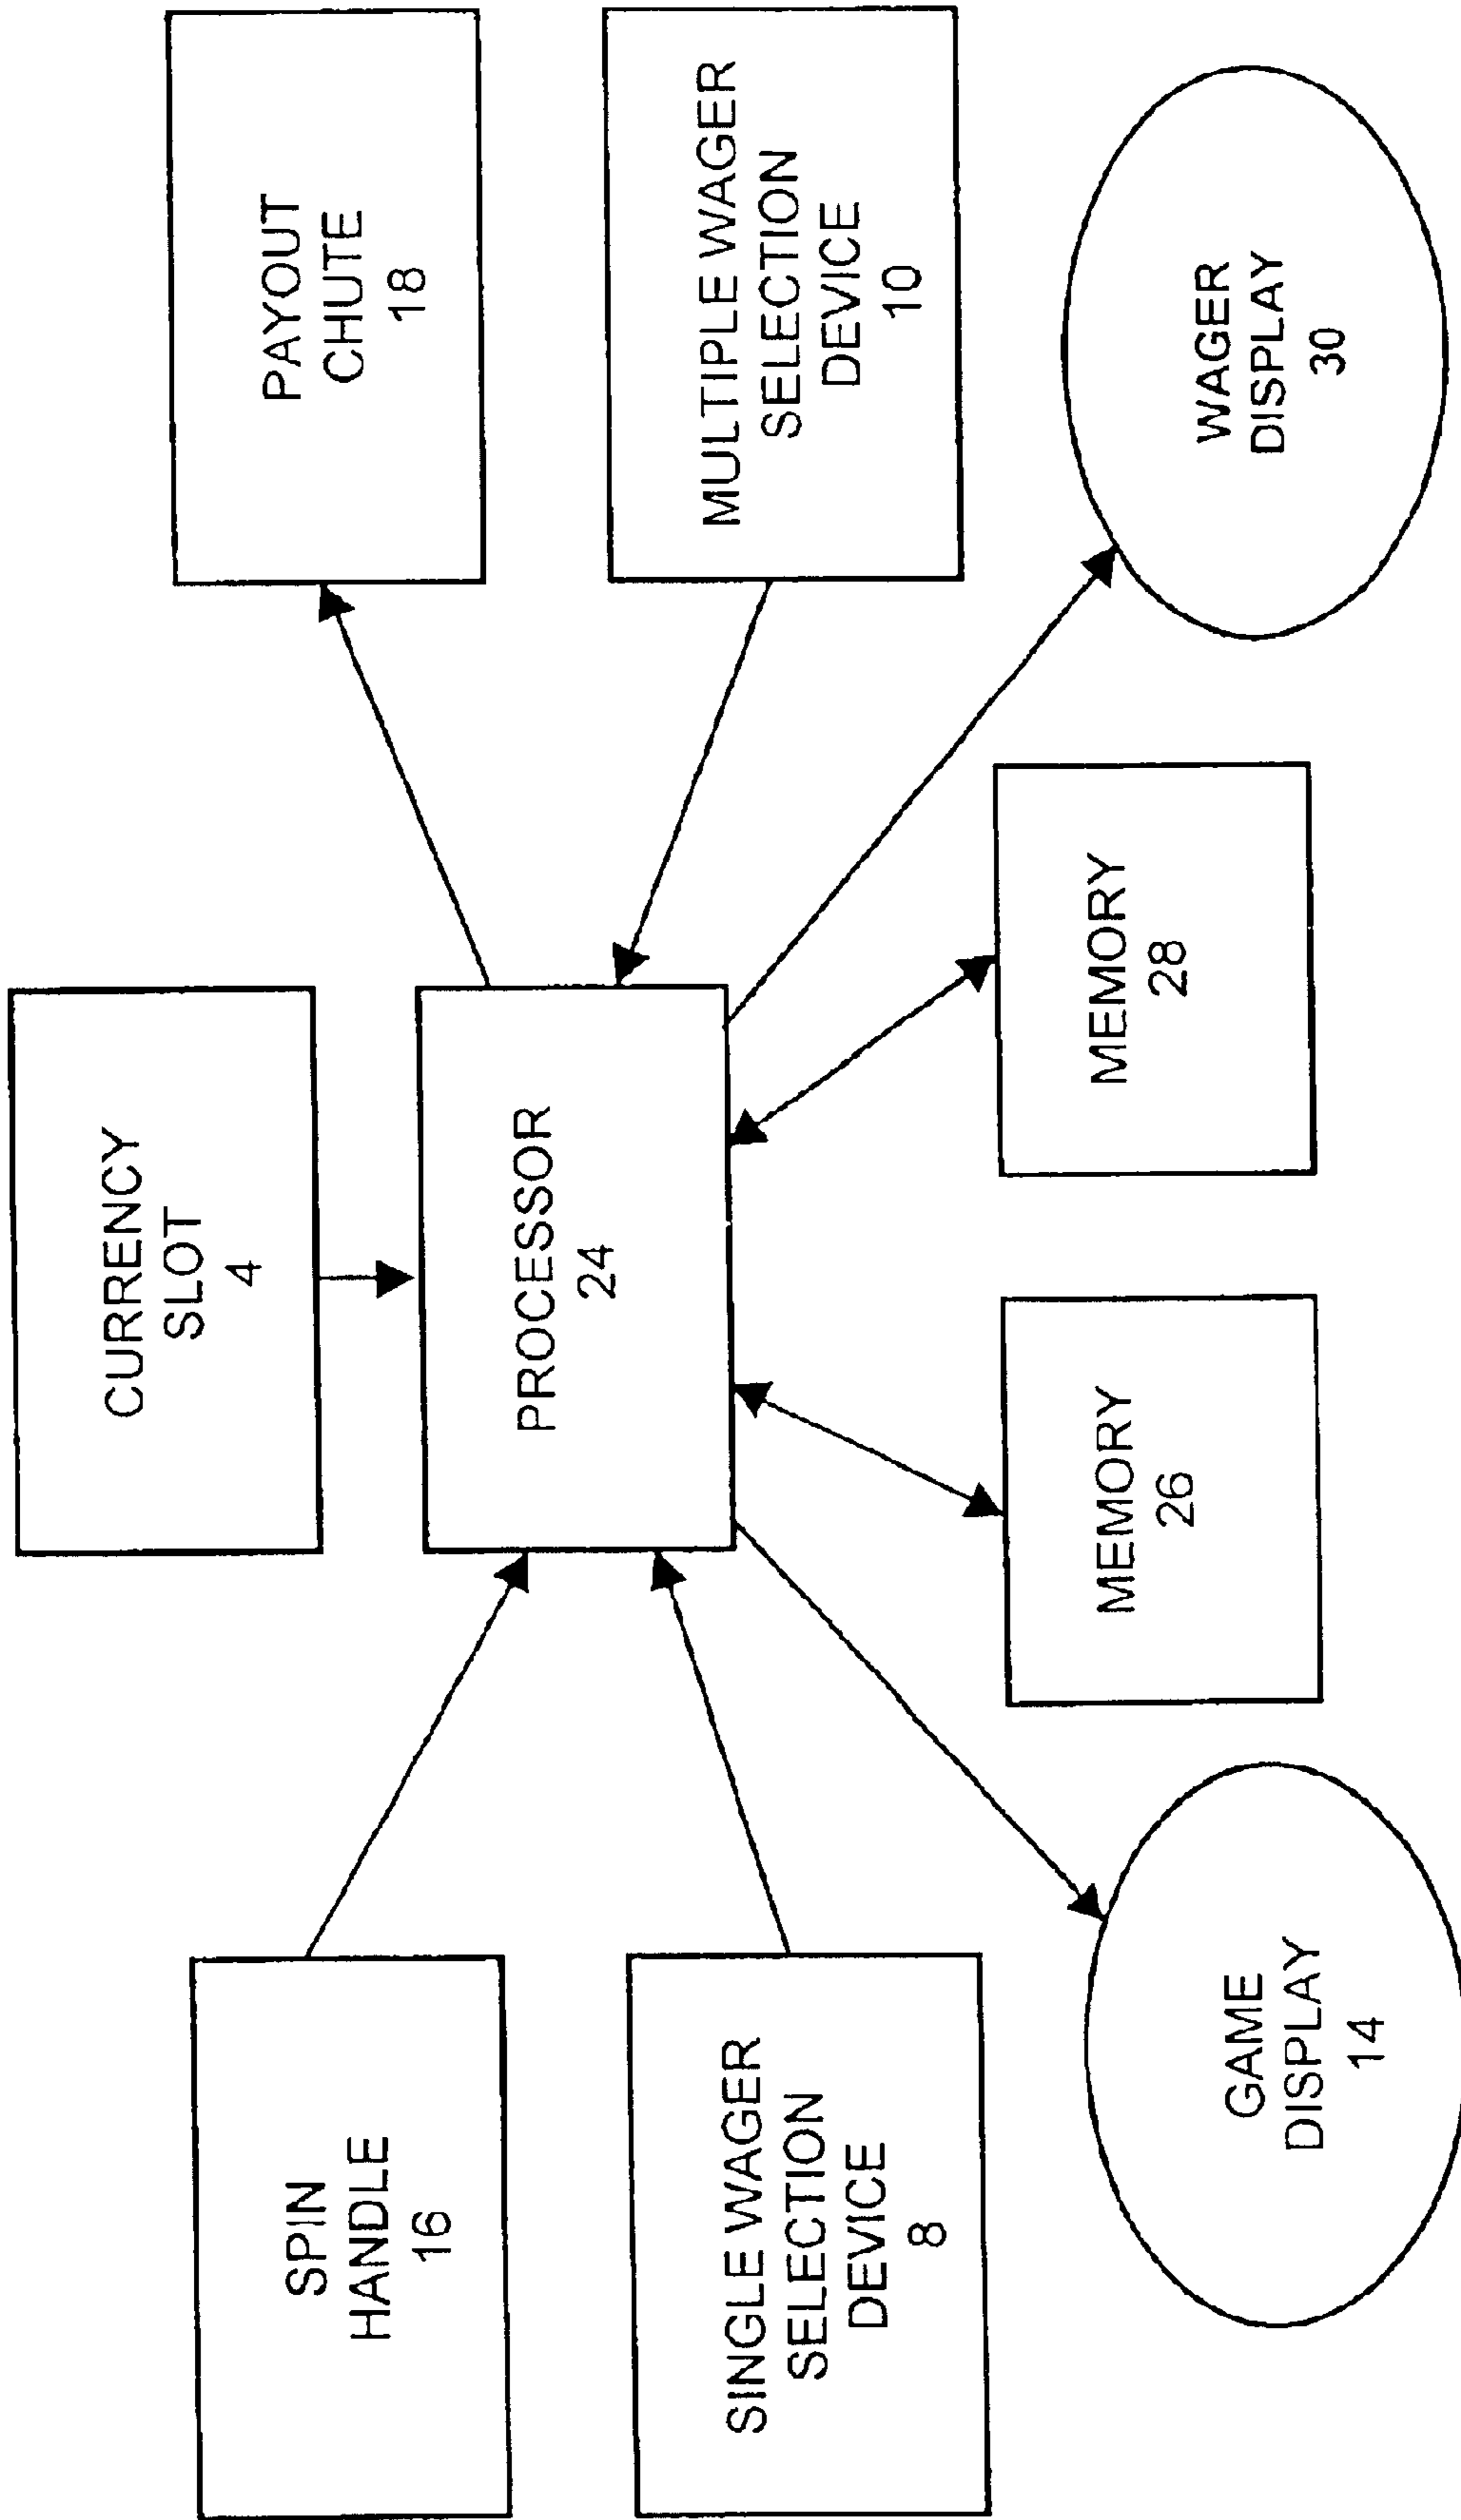 CURRENCY
SLOT
4
SPIN
HANDLE
16
PROCESSOR
24
PAYOUT
CHUTE
18
SINGLE WAGER
SELECTION
DEVICE
8
MULTIPLE WAGER
SELECTION
DEVICE
10
GAME
DISPLAY
14
MEMORY
26
MEMORY
28
WAGER
DISPLAY
30